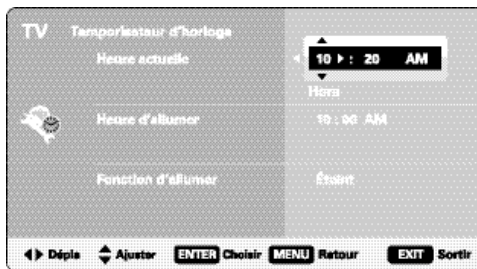 TV Temporisateur d'horloge
Heure actuelle 10 : 20 AM
Hora
Heure d'allumer 10 : 00 AM
Fonction d'allumer Éteint
Dépla Ajuster ENTER Choisir MENU Retour EXIT Sortir